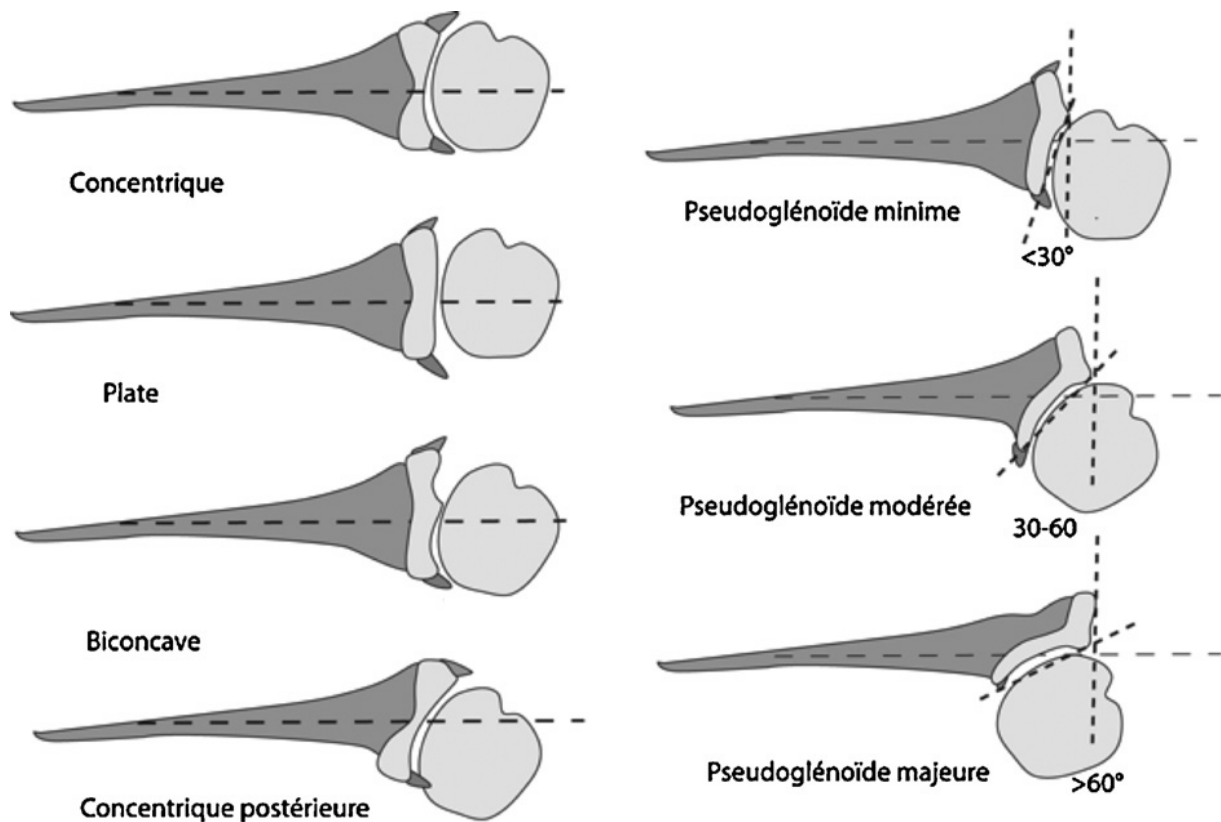 Concentrique
Plate
Biconcave
Concentrique postérieure
Pseudoglénoïde minime
<30°
Pseudoglénoïde modérée
30-60
Pseudoglénoïde majeure
>60°